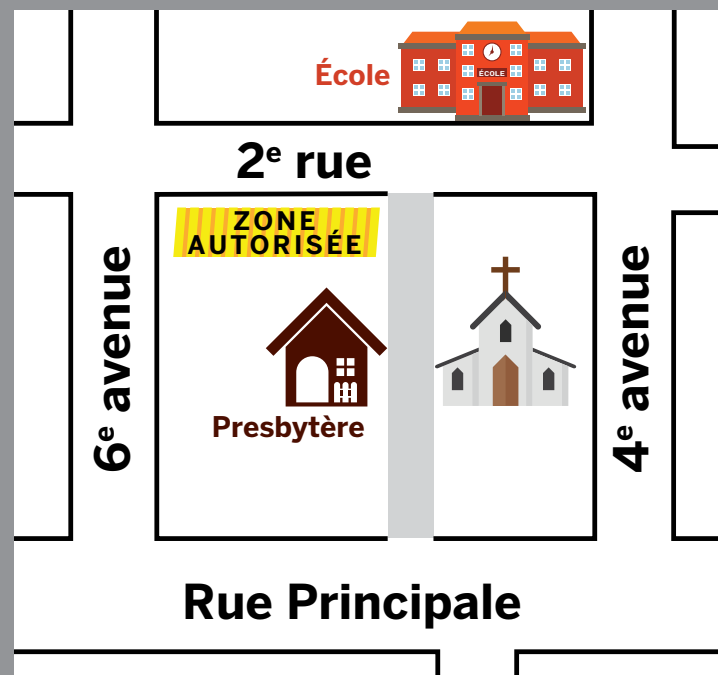 École
ÉCOLE
2e rue
ZONE
AUTORISÉE
6e avenue
4e avenue
Presbytère
Rue Principale